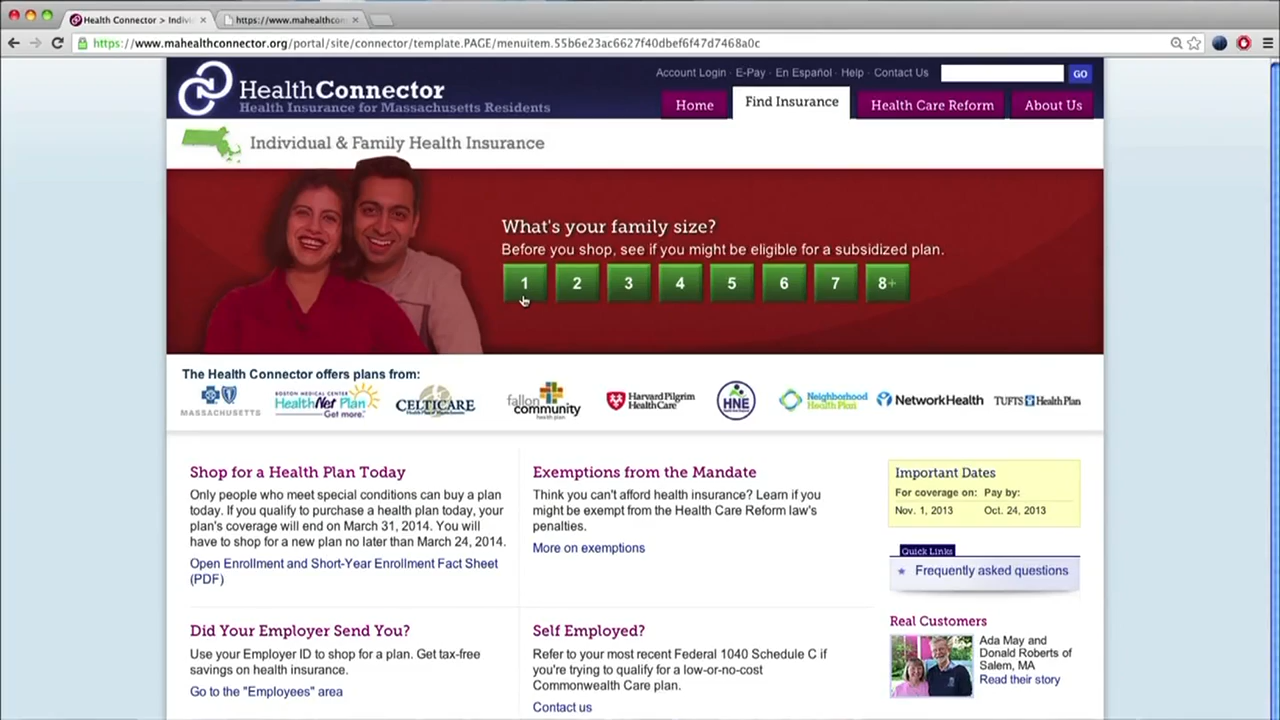 Health Connector > Indivi
https://www.mahealthcon
https://www.mahealthconnector.org/portal/site/connector/template.PAGE/menuitem.55b6e23ac6627f40dbef6f47d7468a0c
HealthConnector
Health Insurance for Massachusetts Residents
Account Login · E-Pay · En Español · Help · Contact Us
GO
Home
Find Insurance
Health Care Reform
About Us
Individual & Family Health Insurance
What's your family size?
Before you shop, see if you might be eligible for a subsidized plan.
1 2 3 4 5 6 7 8+
The Health Connector offers plans from:
MASSACHUSETTS
BOSTON MEDICAL CENTER
HealthNet Plan
Get more.
CELTICARE
fallon
community
health plan
Harvard Pilgrim
HealthCare
HNE
Neighborhood
Health Plan
NetworkHealth
TUFTS Health Plan
Shop for a Health Plan Today
Only people who meet special conditions can buy a plan
today. If you qualify to purchase a health plan today, your
plan's coverage will end on March 31, 2014. You will
have to shop for a new plan no later than March 24, 2014.
Open Enrollment and Short-Year Enrollment Fact Sheet
(PDF)
Exemptions from the Mandate
Think you can't afford health insurance? Learn if you
might be exempt from the Health Care Reform law's
penalties.
More on exemptions
Important Dates
For coverage on: Pay by:
Nov. 1, 2013 Oct. 24, 2013
Quick Links
Frequently asked questions
Did Your Employer Send You?
Use your Employer ID to shop for a plan. Get tax-free
savings on health insurance.
Go to the "Employees" area
Self Employed?
Refer to your most recent Federal 1040 Schedule C if
you're trying to qualify for a low-or-no-cost
Commonwealth Care plan.
Contact us
Real Customers
Ada May and
Donald Roberts of
Salem, MA
Read their story